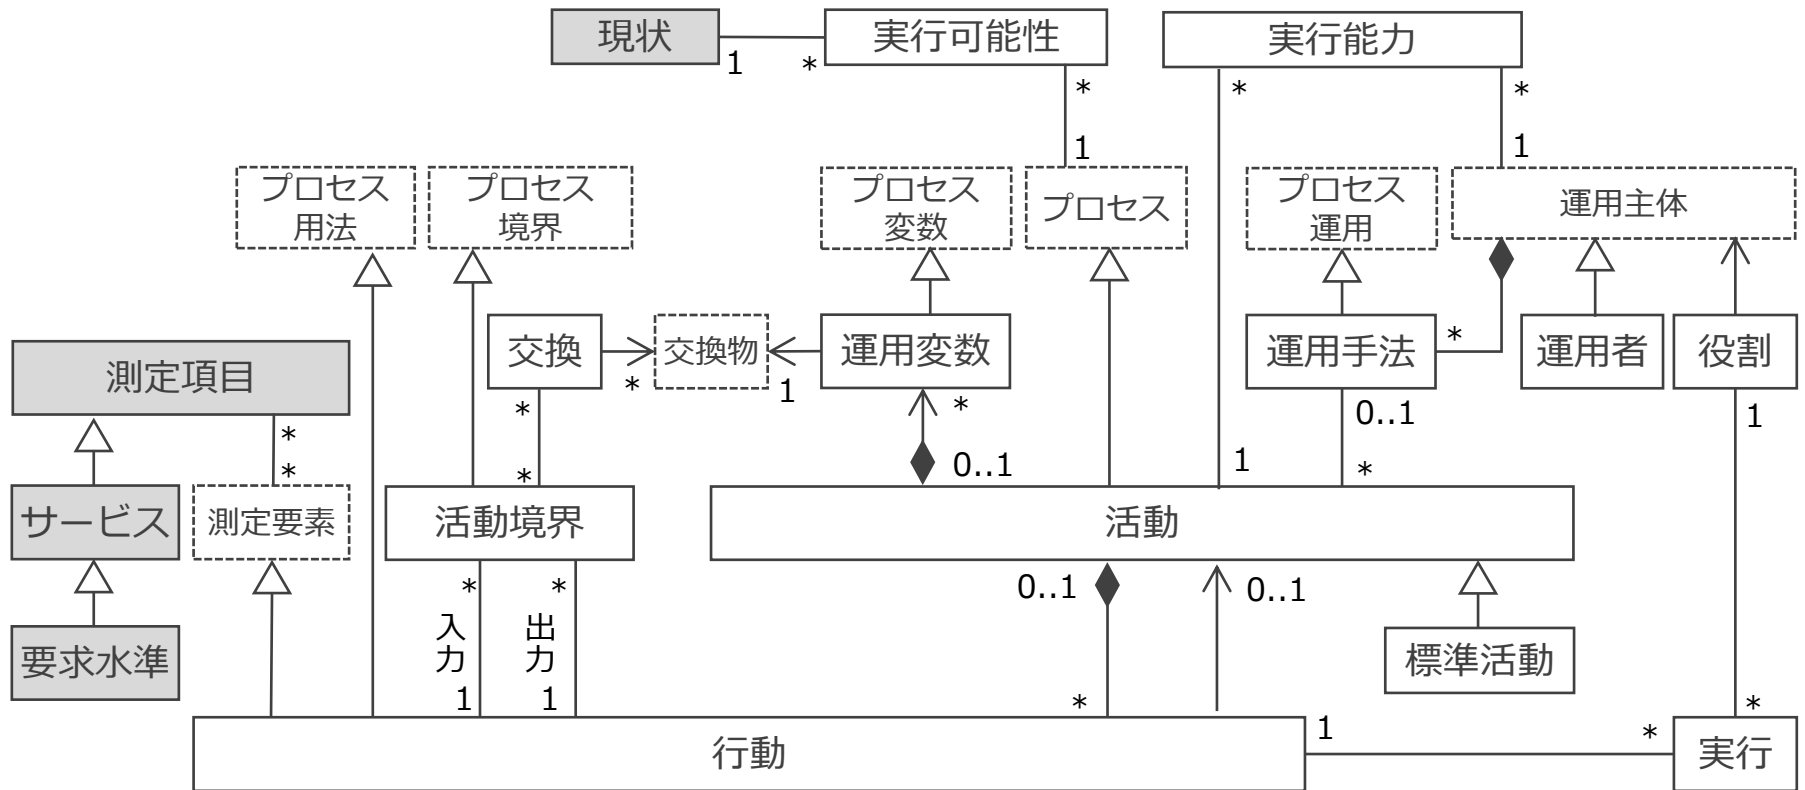 現状
1
*
実行可能性
実行能力
*
1
*
1
*
1
プロセス
用法
プロセス
境界
プロセス
変数
プロセス
プロセス
運用
運用主体
測定項目
*
*
サービス
測定要素
要求水準
交換
*
交換物
1
運用変数
*
0..1
*
*
運用手法
*
0..1
*
運用者
役割
1
活動境界
*
*
入
力
出
力
1
1
活動
0..1
*
0..1
標準活動
行動
1
*
*
実行